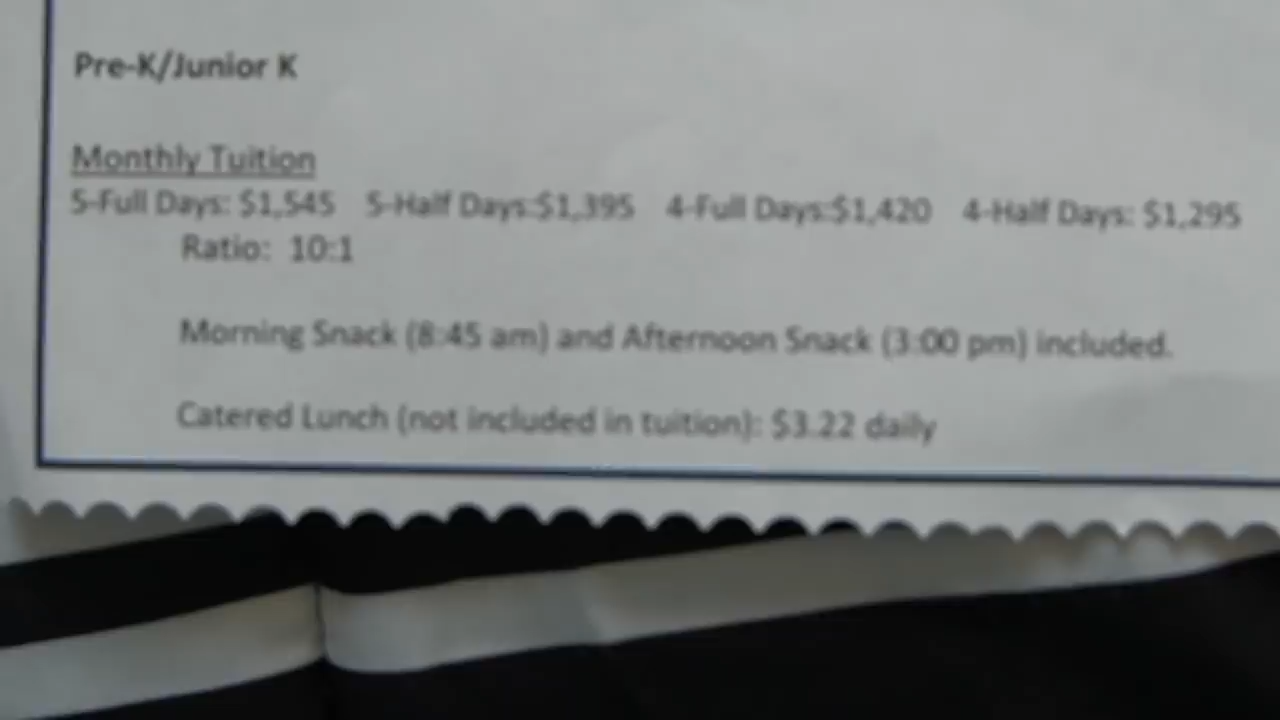 Pre-K/Junior K
Monthly Tuition
5-Full Days: $1,545 5-Half Days:$1,395 4-Full Days:$1,420 4-Half Days: $1,295
Ratio: 10:1
Morning Snack (8:45 am) and Afternoon Snack (3:00 pm) included.
Catered Lunch (not included in tuition): $3.22 daily